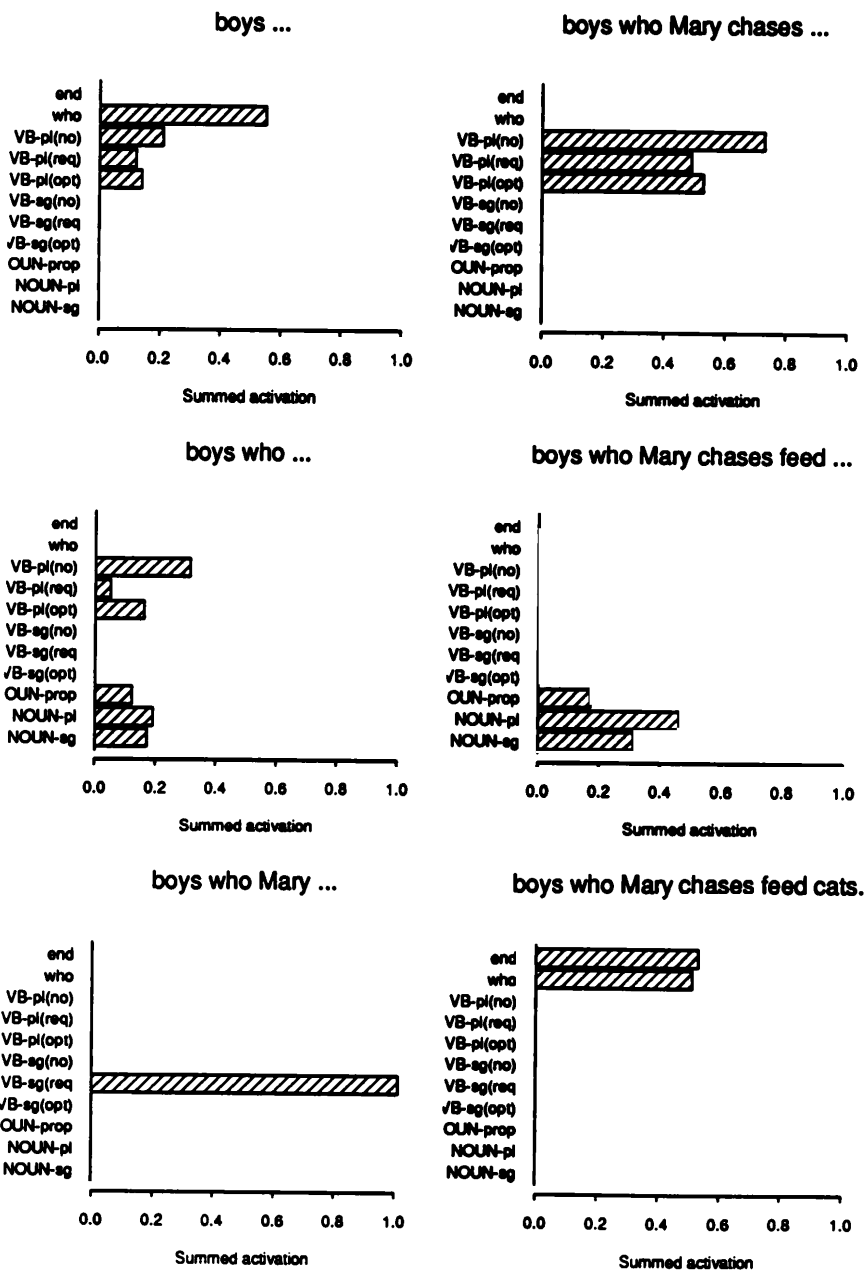 boys ...
end
who
VB-pl(no)
VB-pl(req)
VB-pl(opt)
VB-sg(no)
VB-sg(req
VB-sg(opt)
OUN-prop
NOUN-pl
NOUN-sg
0.0 0.2 0.4 0.6 0.8 1.0
Summed activation
boys who Mary chases ...
end
who
VB-pl(no)
VB-pl(req)
VB-pl(opt)
VB-sg(no)
VB-sg(req
VB-sg(opt)
OUN-prop
NOUN-pl
NOUN-sg
0.0 0.2 0.4 0.6 0.8 1.0
Summed activation
boys who ...
end
who
VB-pl(no)
VB-pl(req)
VB-pl(opt)
VB-sg(no)
VB-sg(req
VB-sg(opt)
OUN-prop
NOUN-pl
NOUN-sg
0.0 0.2 0.4 0.6 0.8 1.0
Summed activation
boys who Mary chases feed ...
end
who
VB-pl(no)
VB-pl(req)
VB-pl(opt)
VB-sg(no)
VB-sg(req
VB-sg(opt)
OUN-prop
NOUN-pl
NOUN-sg
0.0 0.2 0.4 0.6 0.8 1.0
Summed activation
boys who Mary ...
end
who
VB-pl(no)
VB-pl(req)
VB-pl(opt)
VB-sg(no)
VB-sg(req
VB-sg(opt)
OUN-prop
NOUN-pl
NOUN-sg
0.0 0.2 0.4 0.6 0.8 1.0
Summed activation
boys who Mary chases feed cats.
end
who
VB-pl(no)
VB-pl(req)
VB-pl(opt)
VB-sg(no)
VB-sg(req
VB-sg(opt)
OUN-prop
NOUN-pl
NOUN-sg
0.0 0.2 0.4 0.6 0.8 1.0
Summed activation